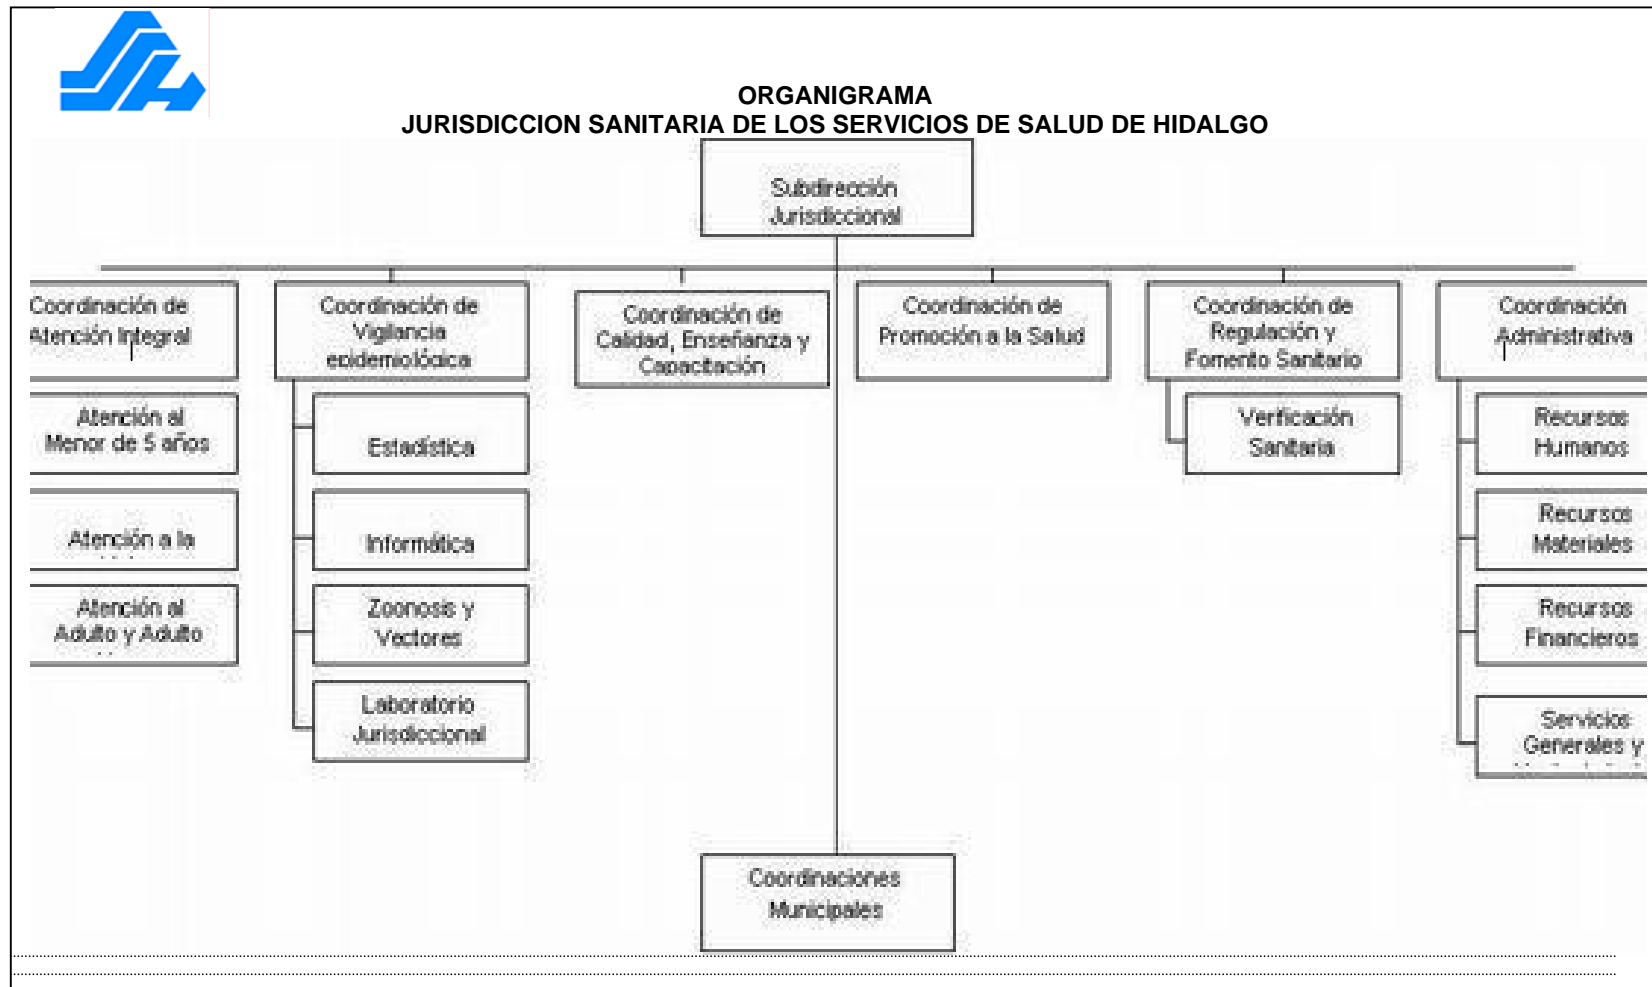 ORGANIGRAMA
JURISDICCION SANITARIA DE LOS SERVICIOS DE SALUD DE HIDALGO
Subdirección
Jurisdiccional
Coordinación de
Atención Integral
Coordinación de
Vigilancia
epidemiológica
Coordinación de
Calidad, Enseñanza y
Capacitación
Coordinación de
Promoción a la Salud
Coordinación de
Regulación y
Fomento Sanitario
Coordinación
Administrativa
Atención al
Menor de 5 años
Atención a la
Atención al
Adulto y Adulto
Estadística
Informática
Zoonosis y
Vectores
Laboratorio
Jurisdiccional
Verificación
Sanitaria
Recursos
Humanos
Recursos
Materiales
Recursos
Financieros
Servicios
Generales y
Coordinaciones
Municipales